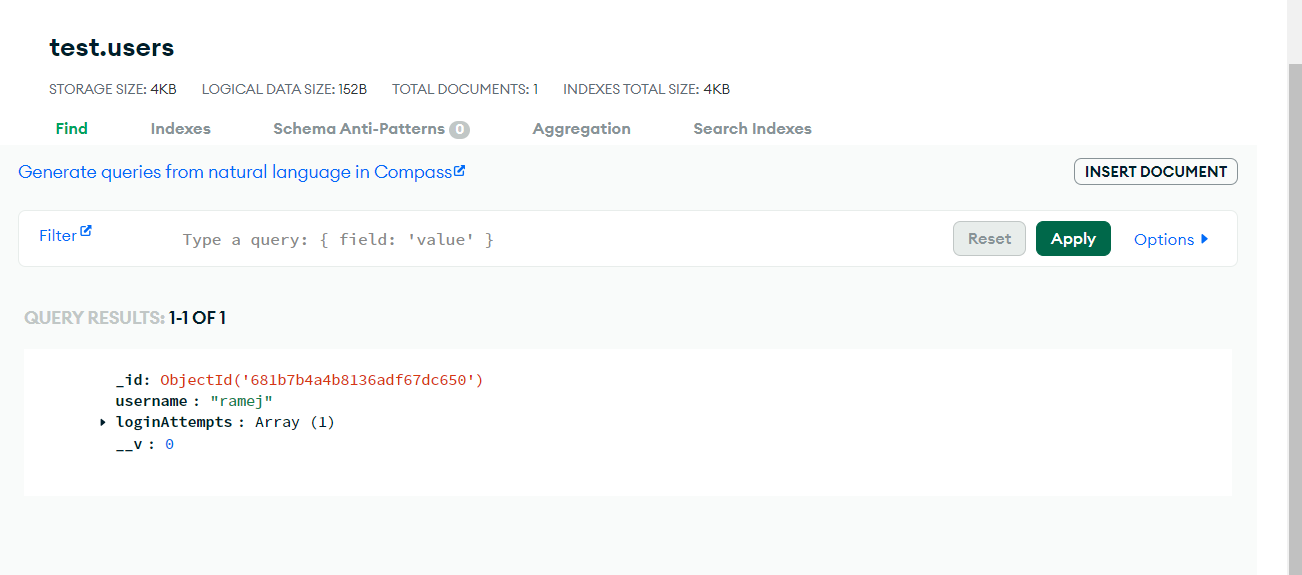 test.users
STORAGE SIZE: 4KB LOGICAL DATA SIZE: 152B TOTAL DOCUMENTS: 1 INDEXES TOTAL SIZE: 4KB
Find Indexes Schema Anti-Patterns 0 Aggregation Search Indexes
Generate queries from natural language in Compass
INSERT DOCUMENT
Filter Type a query: { field: 'value' } Reset Apply Options
QUERY RESULTS: 1-1 OF 1
_id: ObjectId('681b7b4a4b8136adf67dc650')
username : "ramej"
loginAttempts : Array (1)
__v : 0